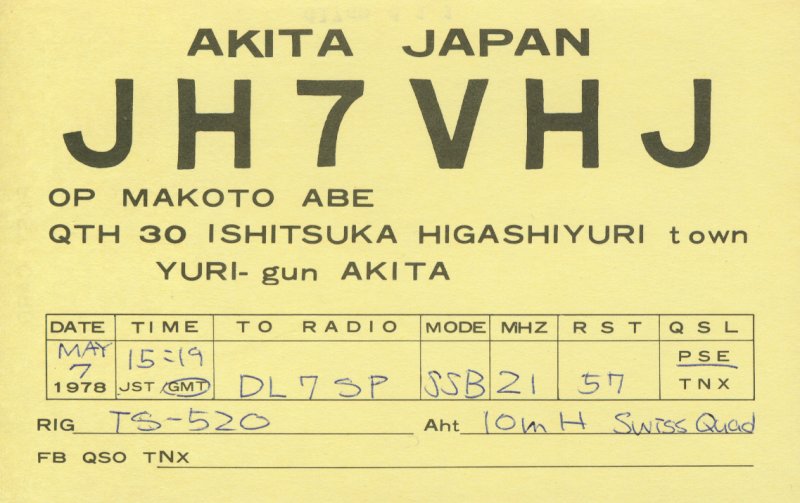 AKITA JAPAN
JH7VHJ
OP MAKOTO ABE
QTH 30 ISHITSUKA HIGASHIYURI town
YURI-gun AKITA
DATE TIME TO RADIO MODE MHZ RST QSL
MAY 7 1978 15:19 JST GMT DL7SP SSB 21 57 PSE TNX
RIG TS-520 Aht 10mH Swiss Quad
FB QSO TNX